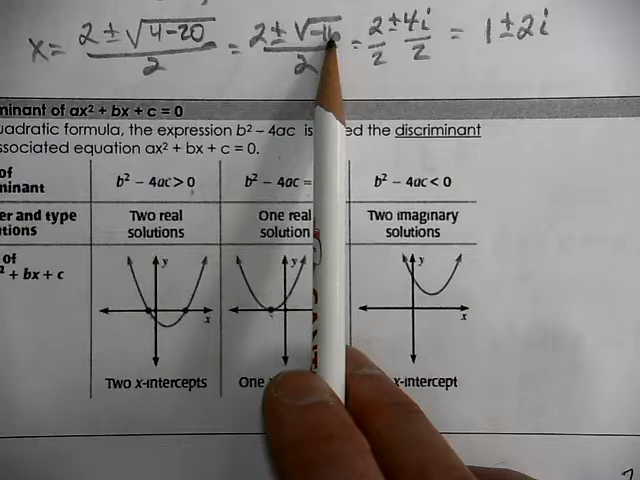 x = 2 ± √4-20 / 2 = 2 ± √-16 / 2 = 2/2 ± 4i/2 = 1 ± 2i
minant of ax² + bx + c = 0
uadratic formula, the expression b² – 4ac is ed the discriminant
ssociated equation ax² + bx + c = 0.
of
minant
b² – 4ac > 0
b² – 4ac =
b² – 4ac < 0
er and type
tions
Two real
solutions
One real
solution
Two imaginary
solutions
of
² + bx + c
y
x
y
y
x
Two x-intercepts
One
x-intercept